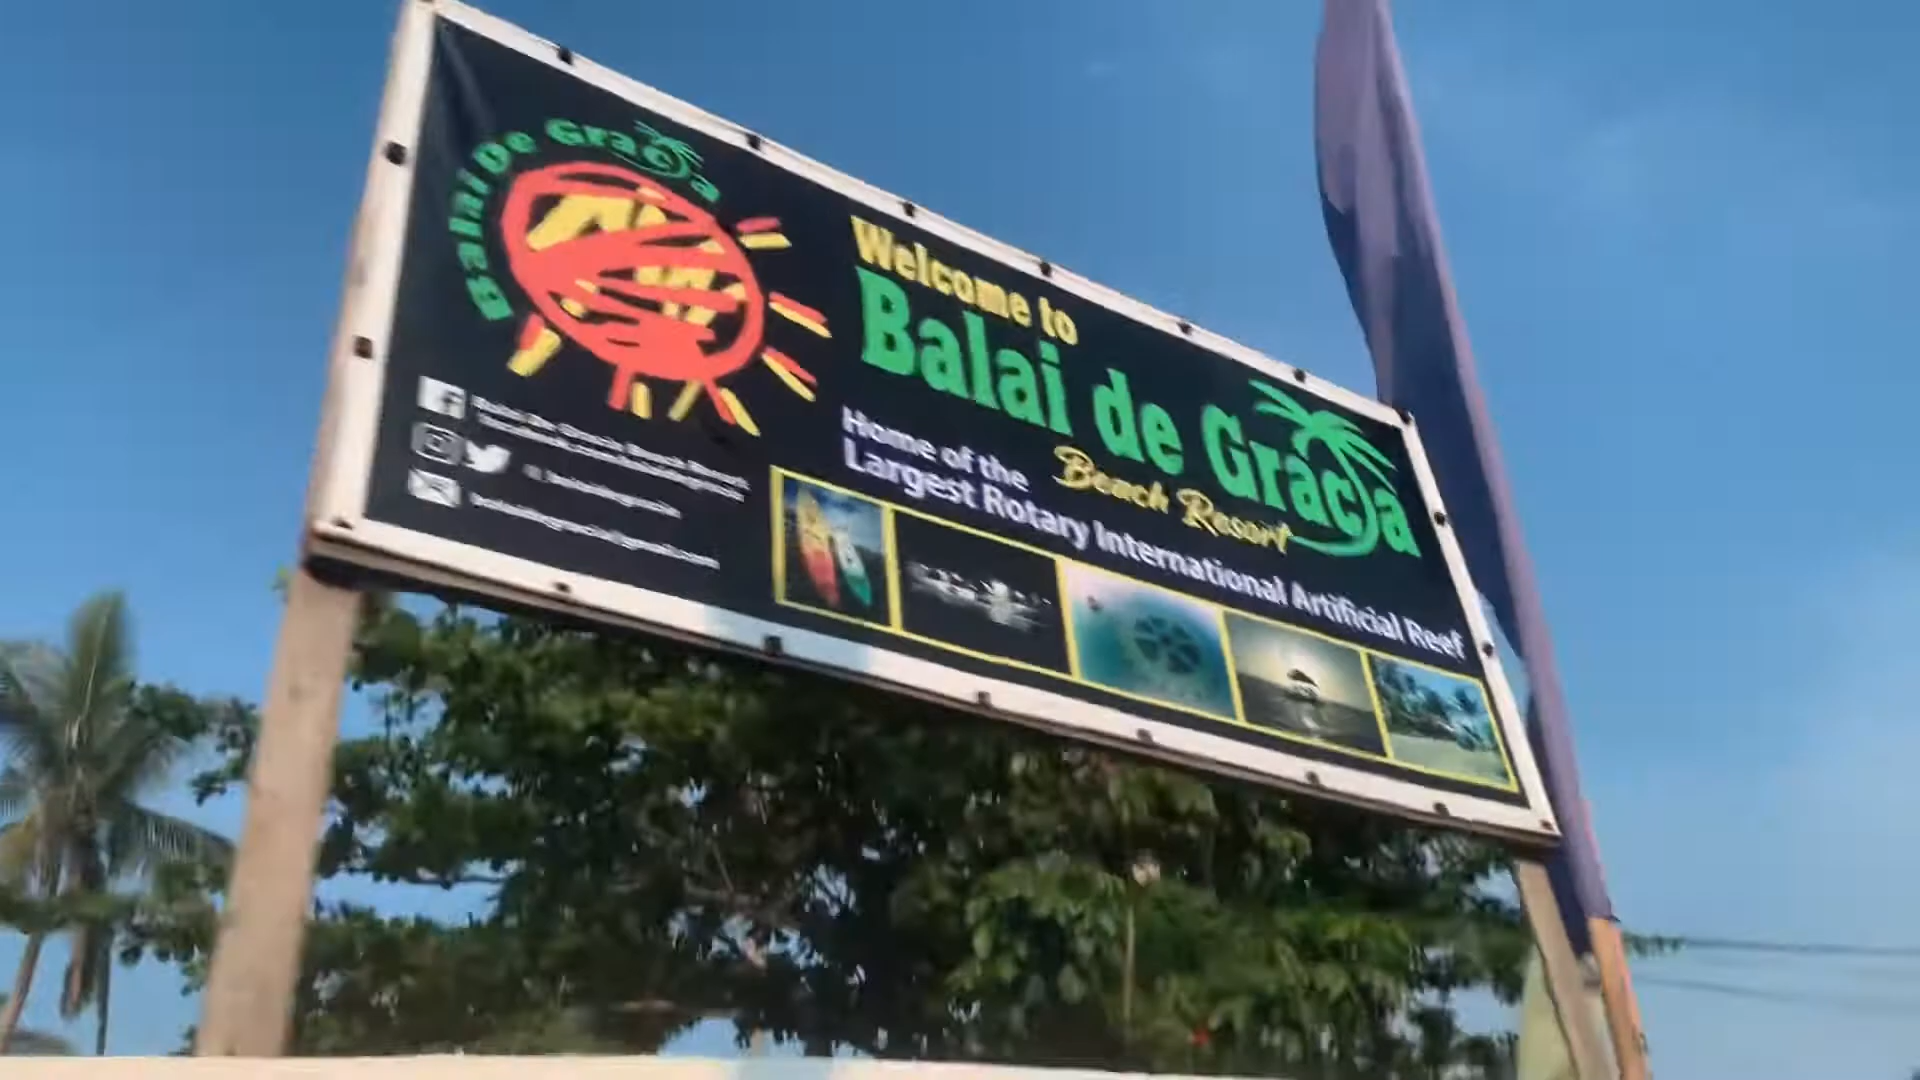 Balai De Gracia
Welcome to
Balai de Gracia
Beach Resort
Home of the
Largest Rotary International Artificial Reef